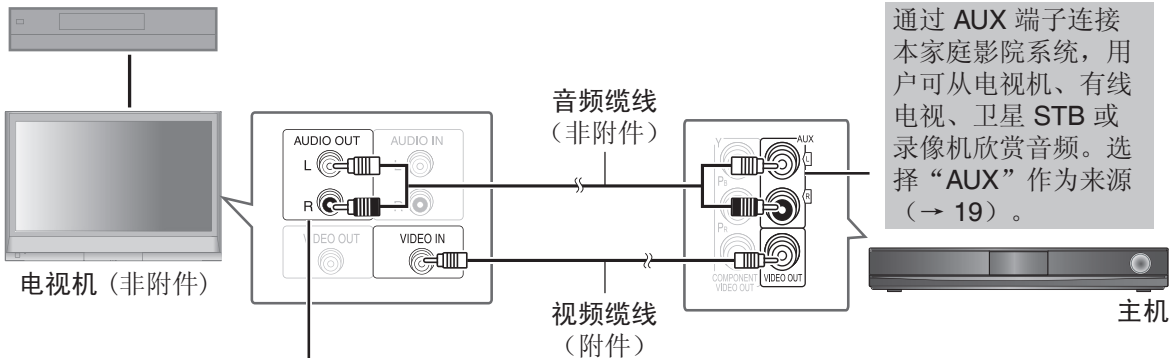 通过 AUX 端子连接
本家庭影院系统，用
户可从电视机、有线
电视、卫星 STB 或
录像机欣赏音频。选
择“AUX”作为来源
（→ 19）。
音频缆线
（非附件）
AUDIO OUT
AUDIO IN
L
L
R
R
VIDEO OUT
VIDEO IN
Y
AUX
L
PB
R
PR
COMPONENT
VIDEO OUT
VIDEO OUT
电视机（非附件）
视频缆线
（附件）
主机